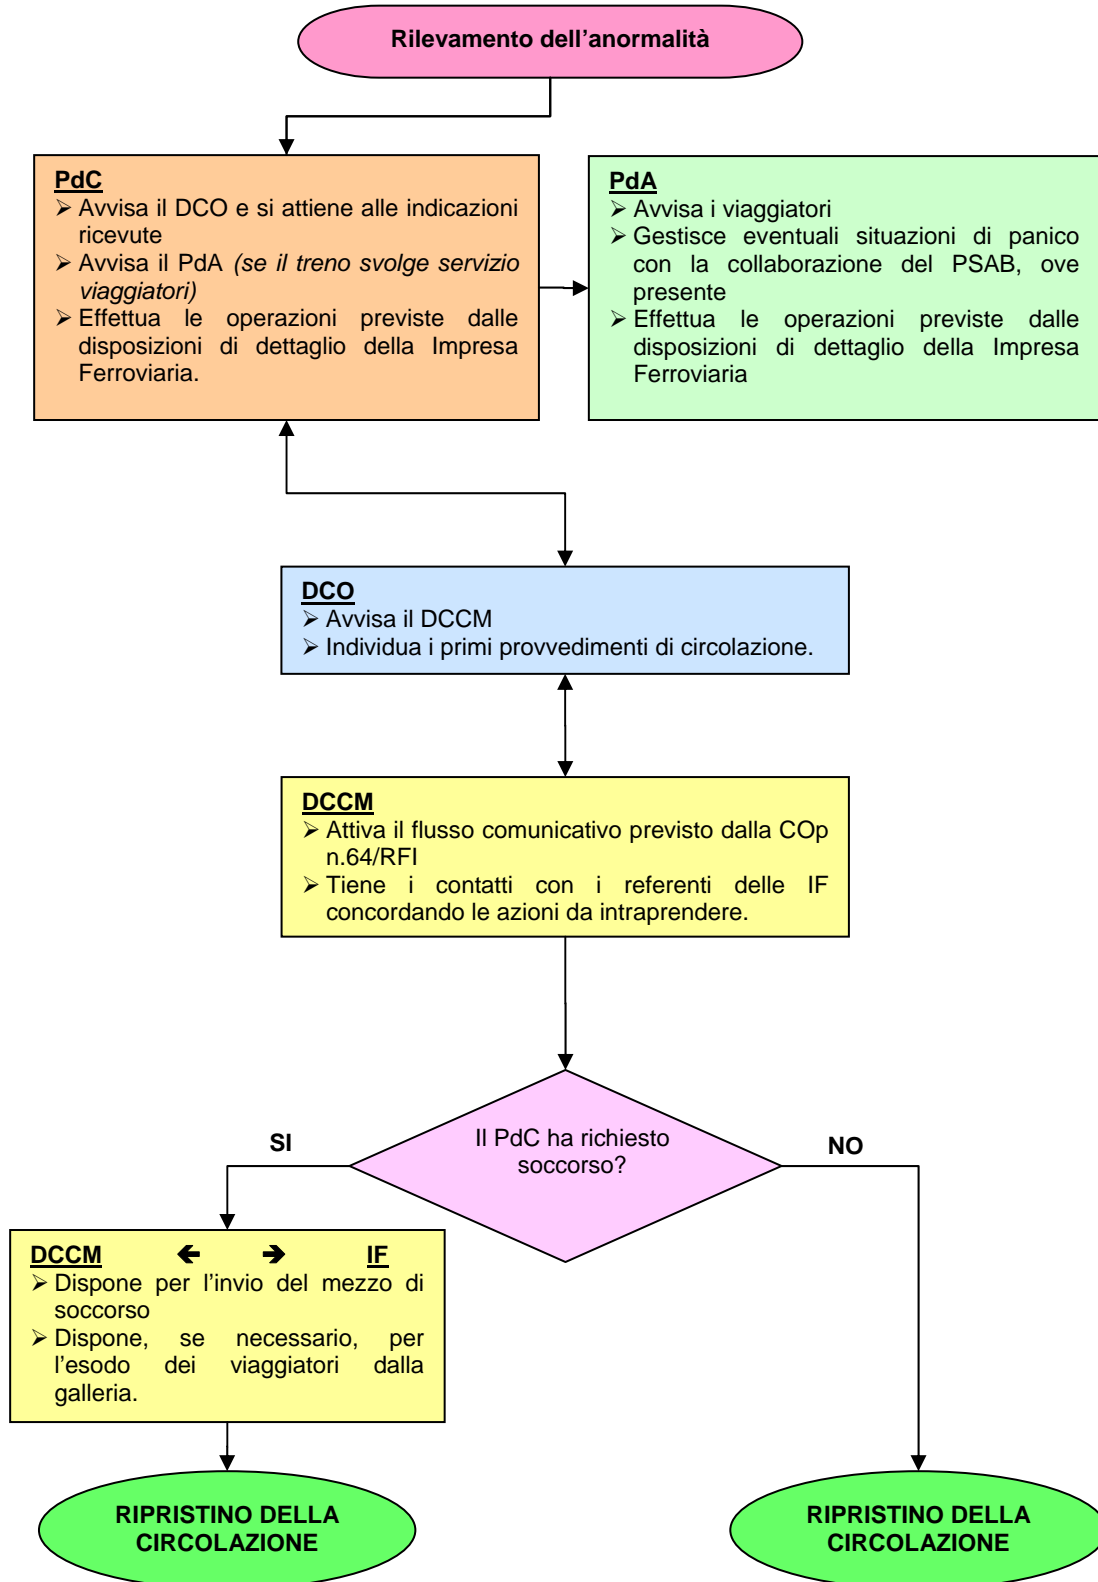 Rilevamento dell'anormalità
PdC
➢ Avvisa il DCO e si attiene alle indicazioni
ricevute
➢ Avvisa il PdA (se il treno svolge servizio
viaggiatori)
➢ Effettua le operazioni previste dalle
disposizioni di dettaglio della Impresa
Ferroviaria.
PdA
➢ Avvisa i viaggiatori
➢ Gestisce eventuali situazioni di panico
con la collaborazione del PSAB, ove
presente
➢ Effettua le operazioni previste dalle
disposizioni di dettaglio della Impresa
Ferroviaria
DCO
➢ Avvisa il DCCM
➢ Individua i primi provvedimenti di circolazione.
DCCM
➢ Attiva il flusso comunicativo previsto dalla COp
n.64/RFI
➢ Tiene i contatti con i referenti delle IF
concordando le azioni da intraprendere.
Il PdC ha richiesto
soccorso?
SI
NO
DCCM 🡸 🡺 IF
➢ Dispone per l'invio del mezzo di
soccorso
➢ Dispone, se necessario, per
l'esodo dei viaggiatori dalla
galleria.
RIPRISTINO DELLA
CIRCOLAZIONE
RIPRISTINO DELLA
CIRCOLAZIONE